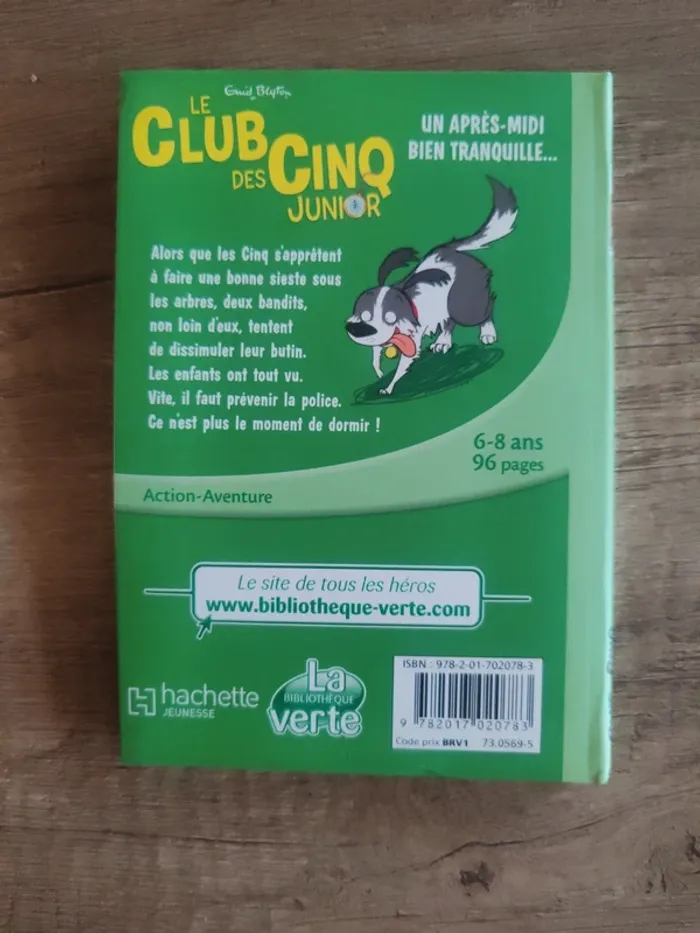 Enid Blyton
LE
CLUB
DES CINQ
JUNIOR
UN APRÈS-MIDI
BIEN TRANQUILLE...
Alors que les Cinq s'apprêtent
à faire une bonne sieste sous
les arbres, deux bandits,
non loin d'eux, tentent
de dissimuler leur butin.
Les enfants ont tout vu.
Vite, il faut prévenir la police.
Ce n'est plus le moment de dormir !
6-8 ans
96 pages
Action-Aventure
Le site de tous les héros
www.bibliotheque-verte.com
hachette
JEUNESSE
La
BIBLIOTHÈQUE
verte
ISBN : 978-2-01-702078-3
9 782017 020783
Code prix BRV1 73.0569-5